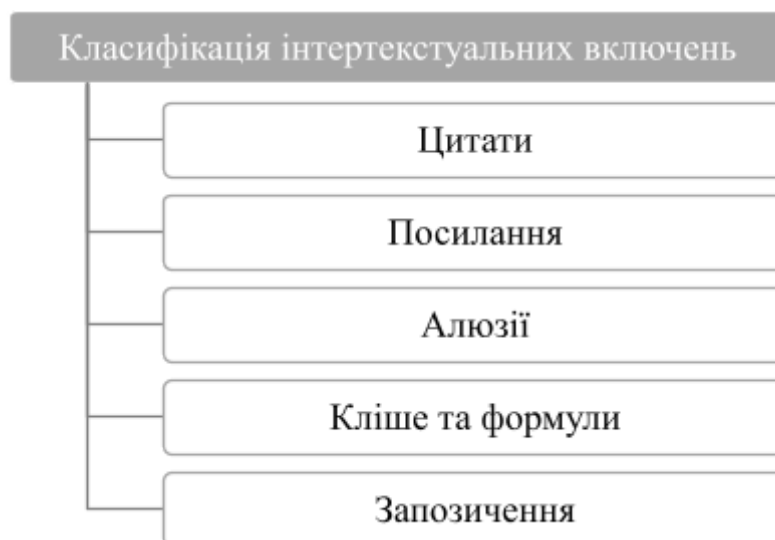 Класифікація інтертекстуальних включень
Цитати
Посилання
Алюзії
Кліше та формули
Запозичення